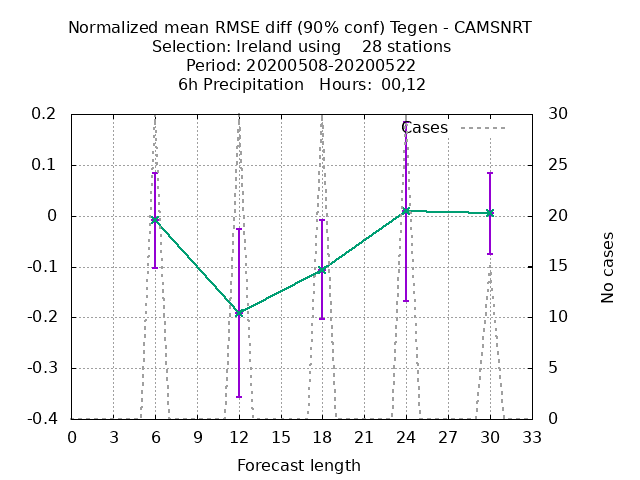 Normalized mean RMSE diff (90% conf) Tegen - CAMSNRT
Selection: Ireland using 28 stations
Period: 20200508-20200522
6h Precipitation Hours: 00,12
0.2
0.1
0
-0.1
-0.2
-0.3
-0.4
Cases
30
25
20
15
10
5
0
No cases
0 3 6 9 12 15 18 21 24 27 30 33
Forecast length